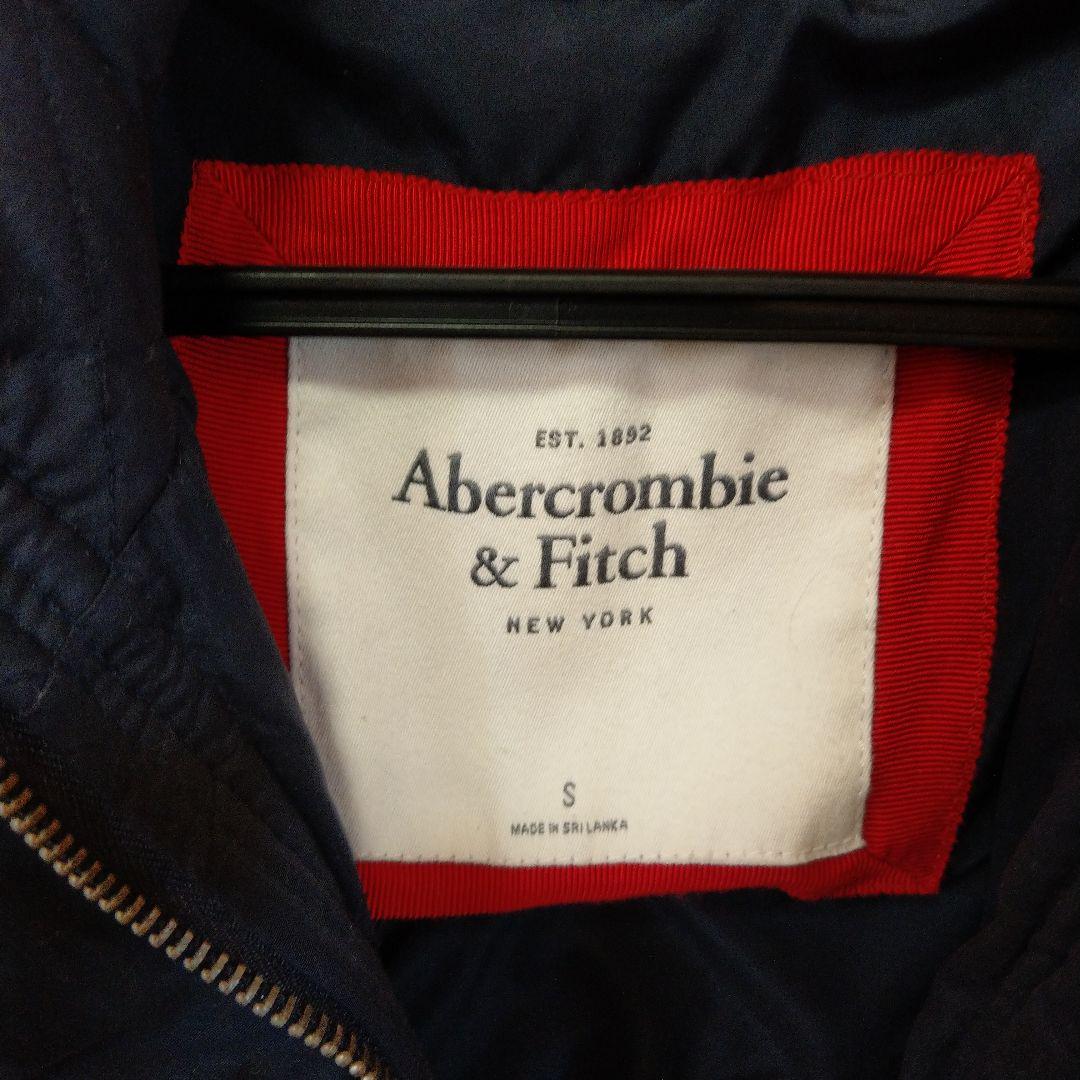 EST. 1892
Abercrombie
& Fitch
NEW YORK
S
MADE IN SRI LANKA